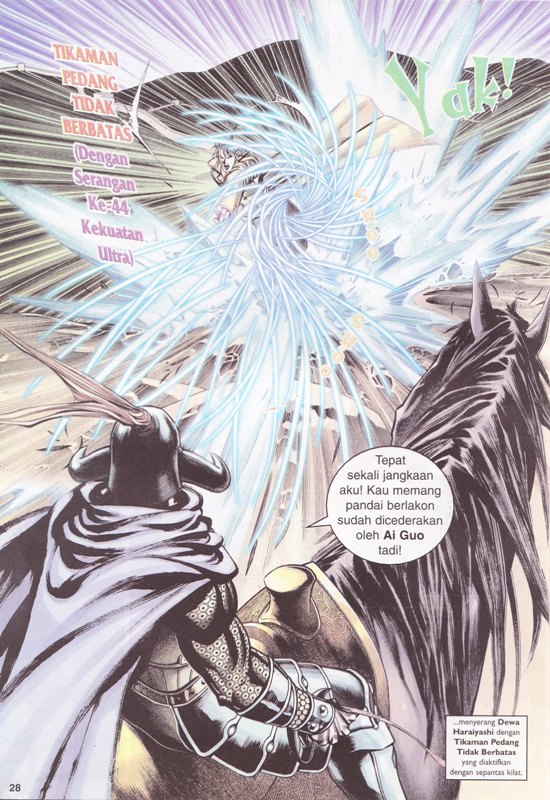 TIKAMAN
PEDANG
TIDAK
BERBATAS
(Dengan
Serangan
Ke-44
Kekuatan
Ultra)
Yak!
Suoo
Suoo
Tepat
sekali jangkaan
aku! Kau memang
pandai berlakon
sudah dicederakan
oleh Ai Guo
tadi!
...menyerang Dewa
Haraiyashi dengan
Tikaman Pedang
Tidak Berbatas
yang diaktifkan
dengan sepantas kilat.
28